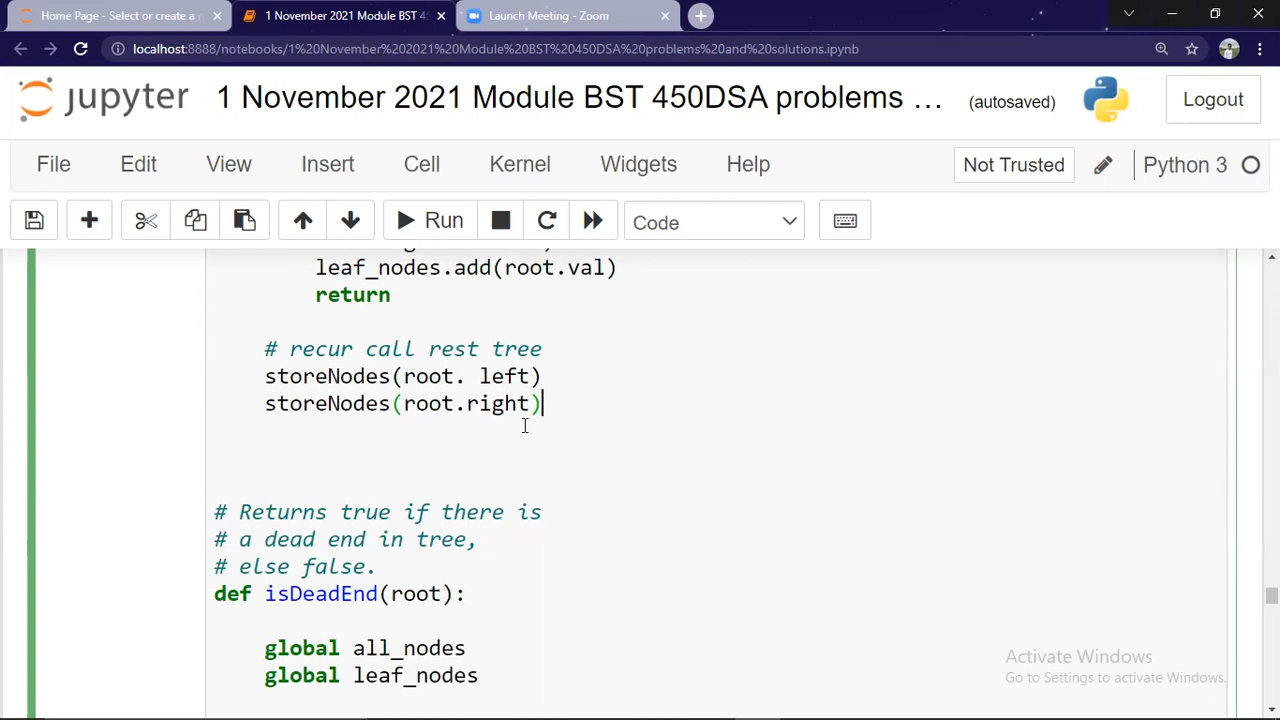 Home Page - Select or create a n
1 November 2021 Module BST 45
Launch Meeting - Zoom
localhost:8888/notebooks/1%20November%202021%20Module%20BST%20450DSA%20problems%20and%20solutions.ipynb
jupyter
1 November 2021 Module BST 450DSA problems …
(autosaved)
Logout
File
Edit
View
Insert
Cell
Kernel
Widgets
Help
Not Trusted
Python 3
Run
Code
leaf_nodes.add(root.val)
return
# recur call rest tree
storeNodes(root. left)
storeNodes(root.right)
# Returns true if there is
# a dead end in tree,
# else false.
def isDeadEnd(root):
global all_nodes
global leaf_nodes
Activate Windows
Go to Settings to activate Windows.